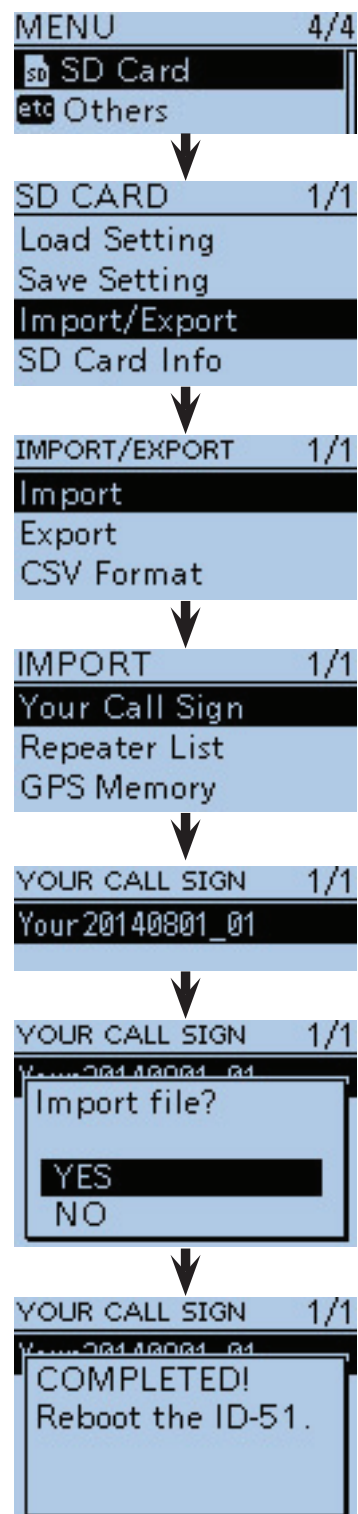 MENU 4/4
SD SD Card
etc Others
SD CARD 1/1
Load Setting
Save Setting
Import/Export
SD Card Info
IMPORT/EXPORT 1/1
Import
Export
CSV Format
IMPORT 1/1
Your Call Sign
Repeater List
GPS Memory
YOUR CALL SIGN 1/1
Your20140801_01
YOUR CALL SIGN 1/1
Import file?
YES
NO
YOUR CALL SIGN 1/1
COMPLETED!
Reboot the ID-51.